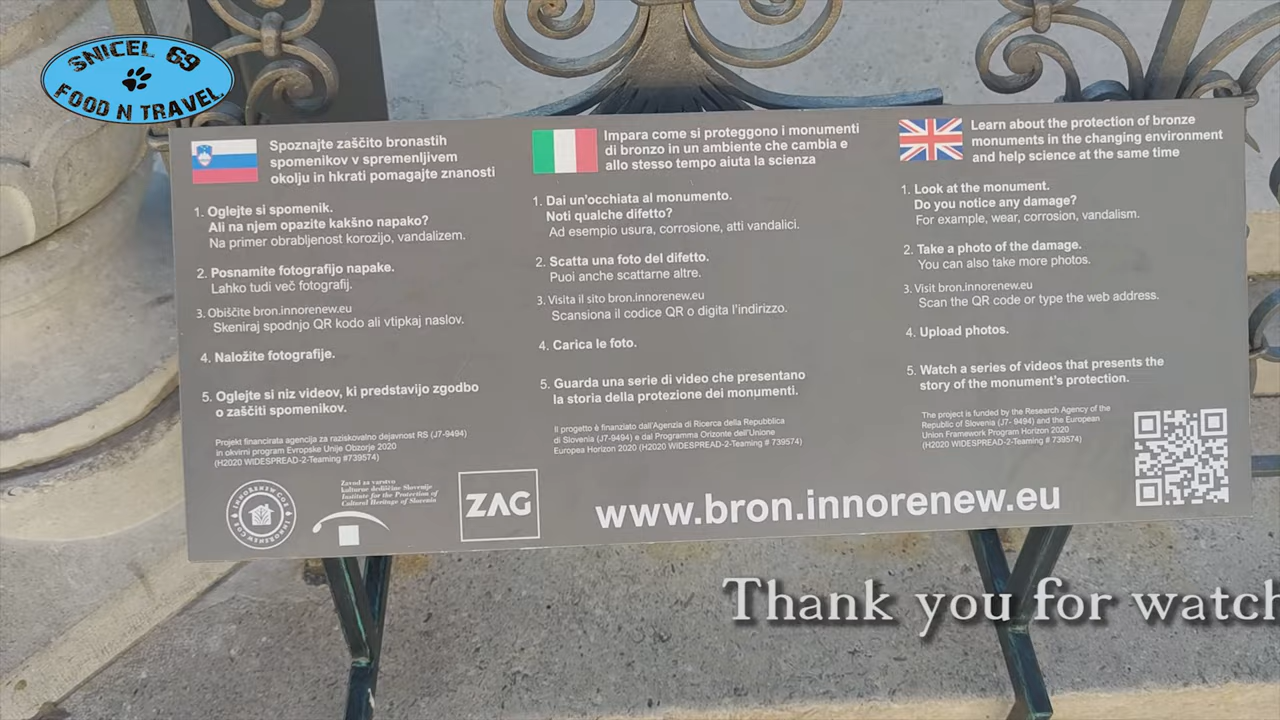 SNICEL 69
FOOD N TRAVEL
Spoznajte zaščito bronastih
spomenikov v spremenljivem
okolju in hkrati pomagajte znanosti
1. Oglejte si spomenik.
Ali na njem opazite kakšno napako?
Na primer obrabljenost korozijo, vandalizem.
2. Posnamite fotografijo napake.
Lahko tudi več fotografij.
3. Obiščite bron.innorenew.eu
Skeniraj spodnjo QR kodo ali vtipkaj naslov.
4. Naložite fotografije.
5. Oglejte si niz videov, ki predstavijo zgodbo
o zaščiti spomenikov.
Projekt financirata agencija za raziskovalno dejavnost RS (J7-9494)
in okvirni program Evropske Unije Obzorje 2020
(H2020 WIDESPREAD-2-Teaming #739574)
Impara come si proteggono i monumenti
di bronzo in un ambiente che cambia e
allo stesso tempo aiuta la scienza
1. Dai un'occhiata al monumento.
Noti qualche difetto?
Ad esempio usura, corrosione, atti vandalici.
2. Scatta una foto del difetto.
Puoi anche scattarne altre.
3. Visita il sito bron.innorenew.eu
Scansiona il codice QR o digita l'indirizzo.
4. Carica le foto.
5. Guarda una serie di video che presentano
la storia della protezione dei monumenti.
Il progetto è finanziato dall'Agenzia di Ricerca della Repubblica
di Slovenia (J7-9494) e dal Programa Orizonte dell'Unione
Europea Horizon 2020 (H2020 WIDESPREAD-2-Teaming # 739574)
Learn about the protection of bronze
monuments in the changing environment
and help science at the same time
1. Look at the monument.
Do you notice any damage?
For example, wear, corrosion, vandalism.
2. Take a photo of the damage.
You can also take more photos.
3. Visit bron.innorenew.eu
Scan the QR code or type the web address.
4. Upload photos.
5. Watch a series of videos that presents the
story of the monument's protection.
The project is funded by the Research Agency of the
Republic of Slovenia (J7- 9494) and the European
Union Framework Program Horizon 2020
(H2020 WIDESPREAD-2-Teaming #739574)
INNORENEW COE INNORENEW COE
Zavod za varstvo
kulturne dediščine Slovenije
Institute for the Protection of
Cultural Heritage of Slovenia
ZAG
www.bron.innorenew.eu
Thank you for watch